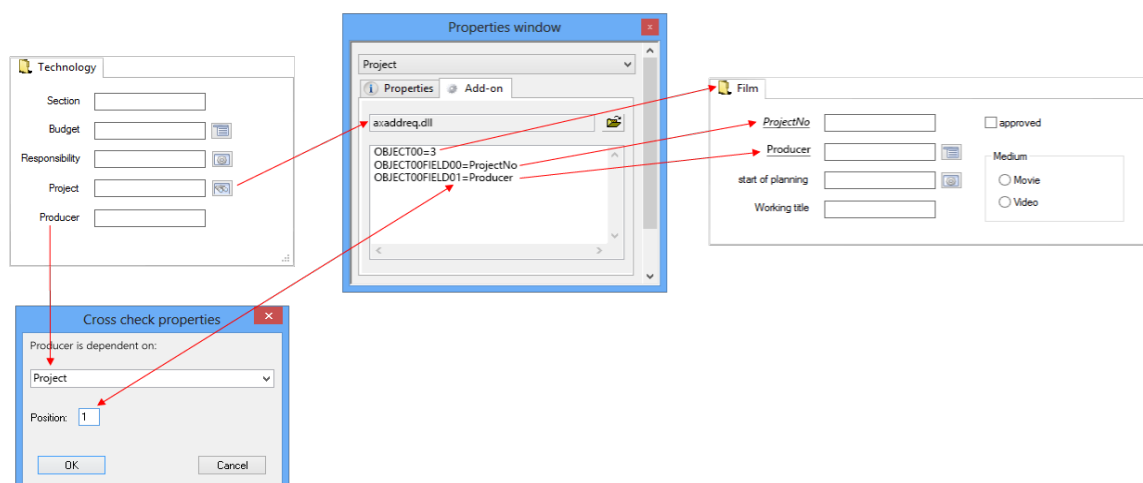 Technology
Section
Budget
Responsibility
Project
Producer
Properties window
x
Project
Properties
Add-on
axaddreq.dll
OBJECT00=3
OBJECT00FIELD00=ProjectNo
OBJECT00FIELD01=Producer
Film
ProjectNo
approved
Producer
Medium
start of planning
Movie
Working title
Video
Cross check properties
Producer is dependent on:
Project
Position: 1
OK
Cancel